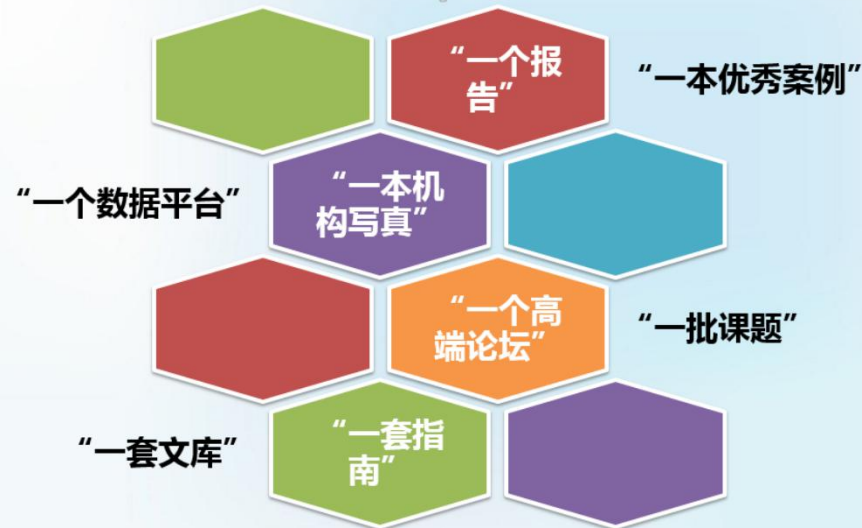 “一个报
告”
“一本优秀案例”
“一个数据平台”
“一本机
构写真”
“一个高
端论坛”
“一批课题”
“一套文库”
“一套指
南”